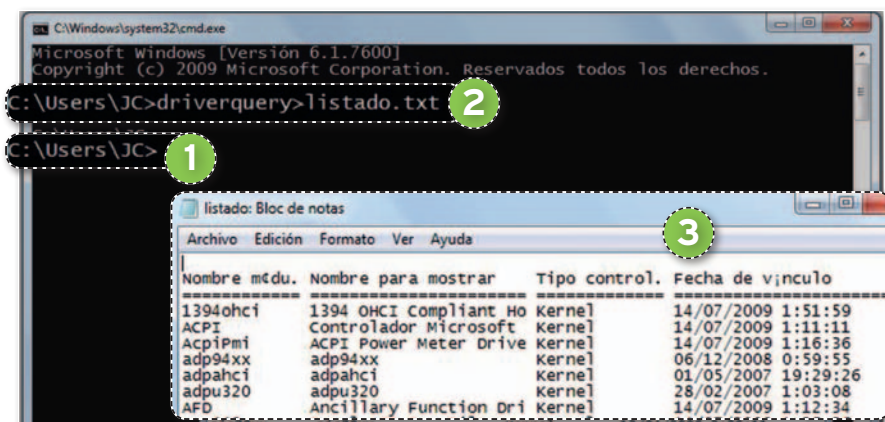 C:\Windows\system32\cmd.exe
Microsoft Windows [Versión 6.1.7600]
Copyright (c) 2009 Microsoft Corporation. Reservados todos los derechos.
C:\Users\JC>driverquery>listado.txt
2
C:\Users\JC>
1
listado: Bloc de notas
3
Archivo Edición Formato Ver Ayuda
Nombre m¢du. Nombre para mostrar Tipo control. Fecha de v¡nculo
============ ====================== ============= ======================
1394ohci 1394 OHCI Compliant Ho Kernel 14/07/2009 1:51:59
ACPI Controlador Microsoft Kernel 14/07/2009 1:11:11
AcpiPmi ACPI Power Meter Drive Kernel 14/07/2009 1:16:36
adp94xx adp94xx Kernel 06/12/2008 0:59:55
adpahci adpahci Kernel 01/05/2007 19:29:26
adpu320 adpu320 Kernel 28/02/2007 1:03:08
AFD Ancillary Function Dri Kernel 14/07/2009 1:12:34